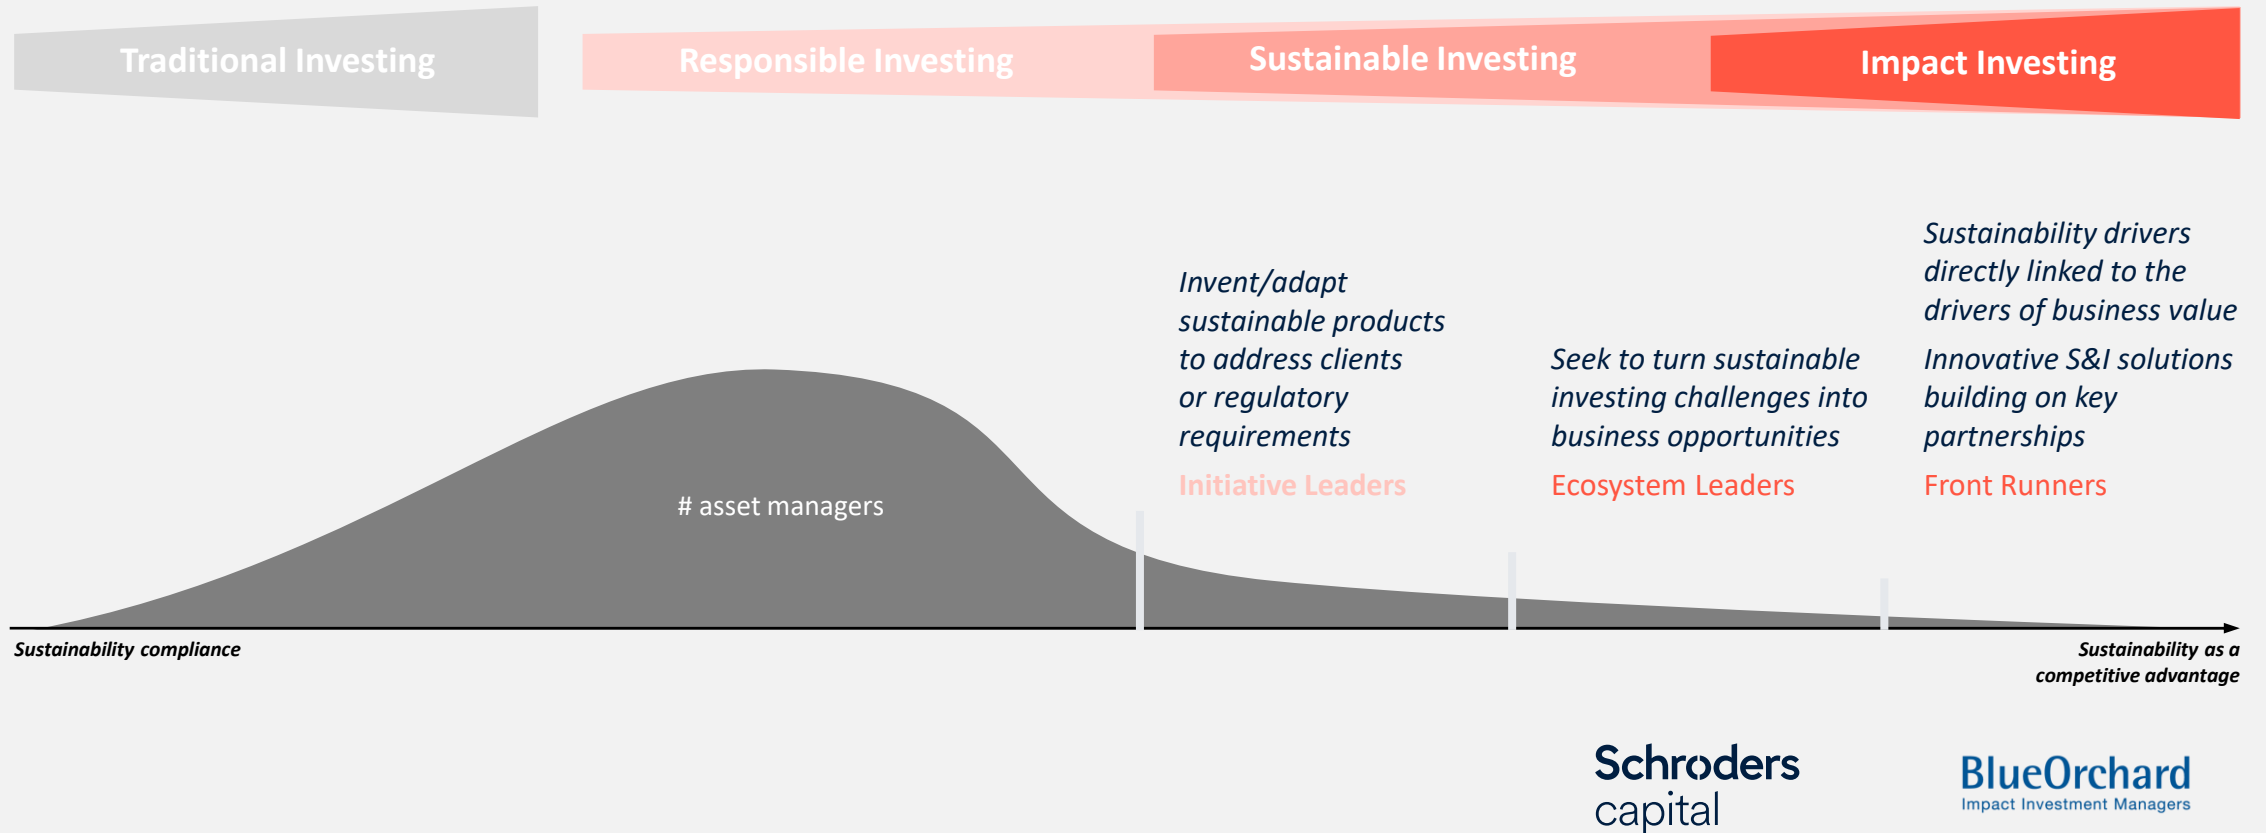 Traditional Investing
Responsible Investing
Sustainable Investing
Impact Investing
Invent/adapt
sustainable products
to address clients
or regulatory
requirements
Initiative Leaders
Seek to turn sustainable
investing challenges into
business opportunities
Ecosystem Leaders
Sustainability drivers
directly linked to the
drivers of business value
Innovative S&I solutions
building on key
partnerships
Front Runners
# asset managers
Sustainability compliance
Sustainability as a
competitive advantage
Schroders
capital
BlueOrchard
Impact Investment Managers